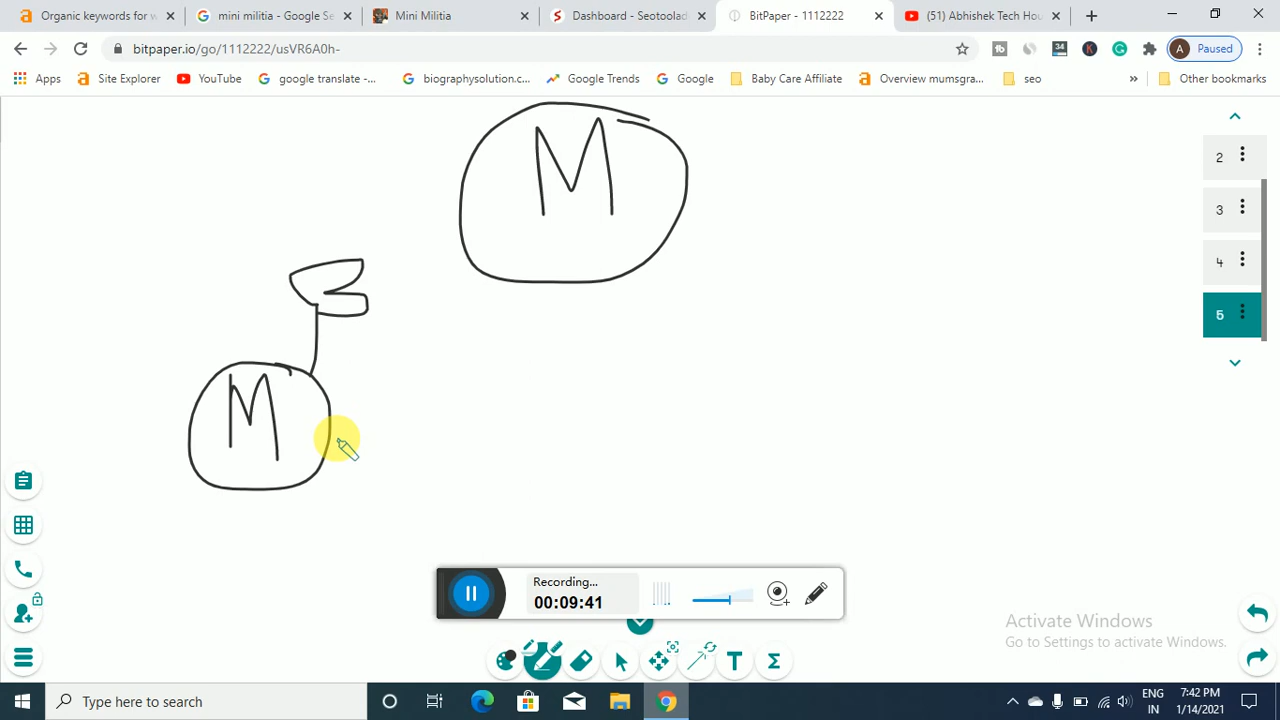 Organic keywords for w
mini militia - Google Se
Mini Militia
Dashboard - Seotoolad
BitPaper - 1112222
(51) Abhishek Tech Hou
bitpaper.io/go/1112222/usVR6A0h-
34
K
A
Paused
Apps
Site Explorer
YouTube
google translate -...
biographysolution.c...
Google Trends
Google
Baby Care Affiliate
Overview mumsgra...
seo
»
Other bookmarks
M
2
3
4
5
M
Recording...
00:09:41
Activate Windows
Go to Settings to activate Windows.
T
Σ
Type here to search
ENG
IN
7:42 PM
1/14/2021